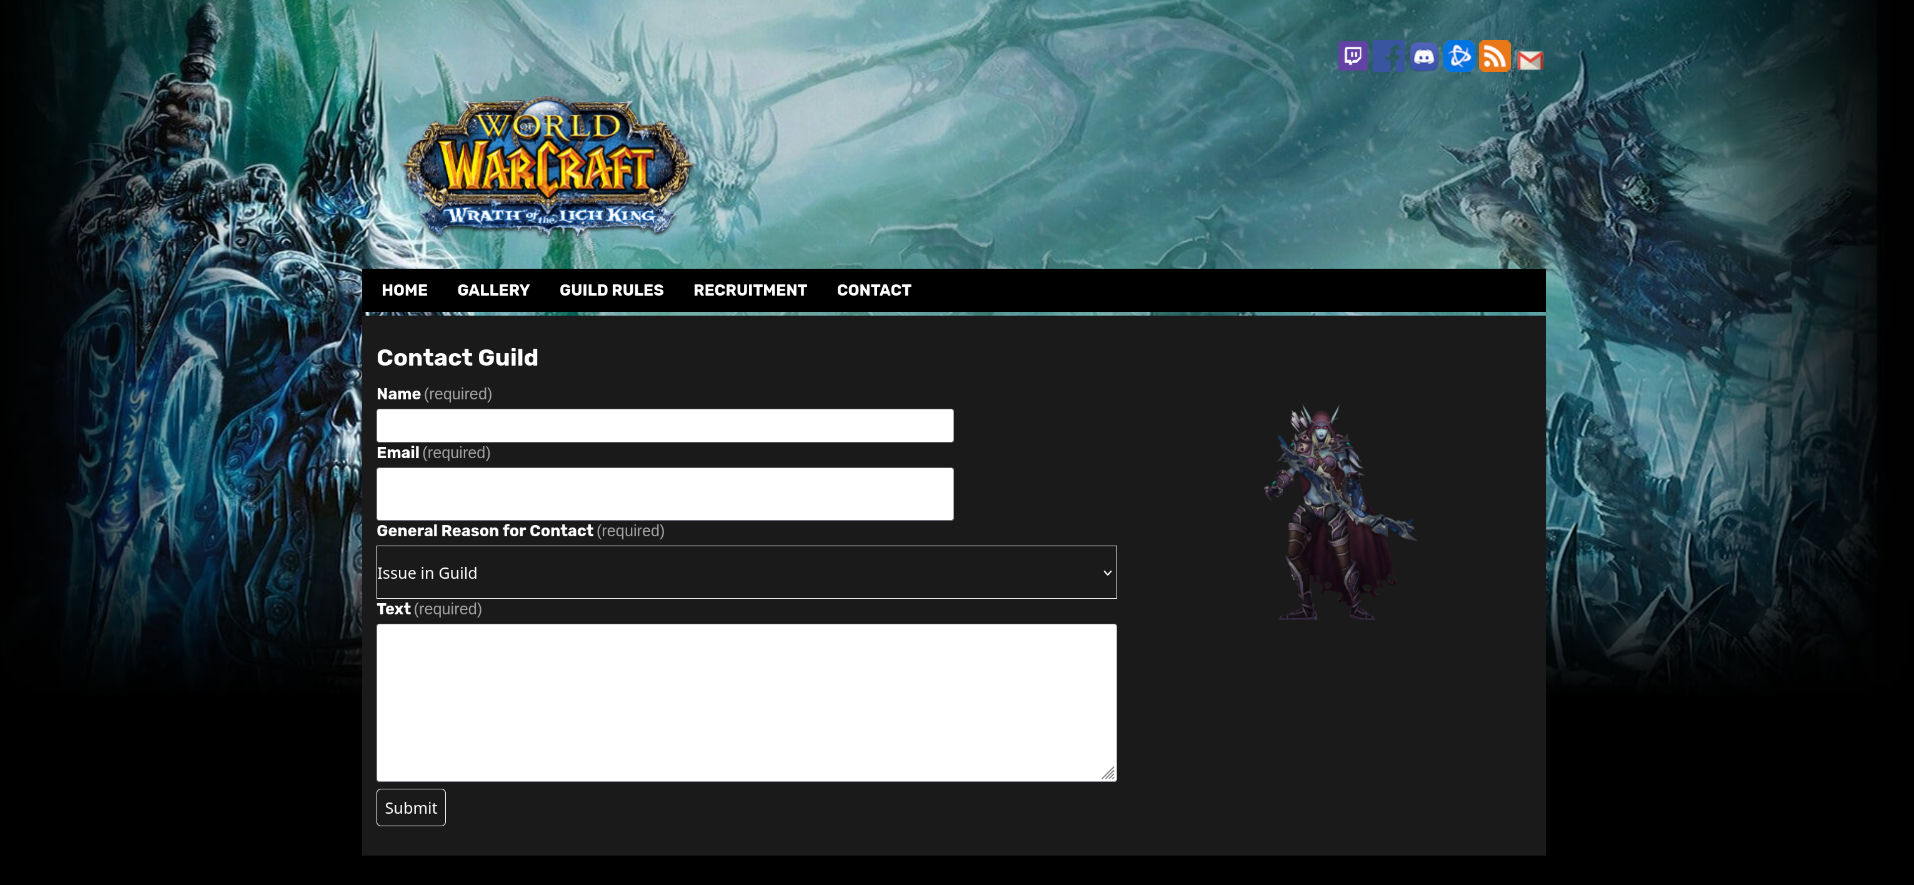 WORLD
OF
WARCRAFT
WRATH of the LICH KING
HOME GALLERY GUILD RULES RECRUITMENT CONTACT
Contact Guild
Name (required)
Email (required)
General Reason for Contact (required)
Issue in Guild
Text (required)
Submit